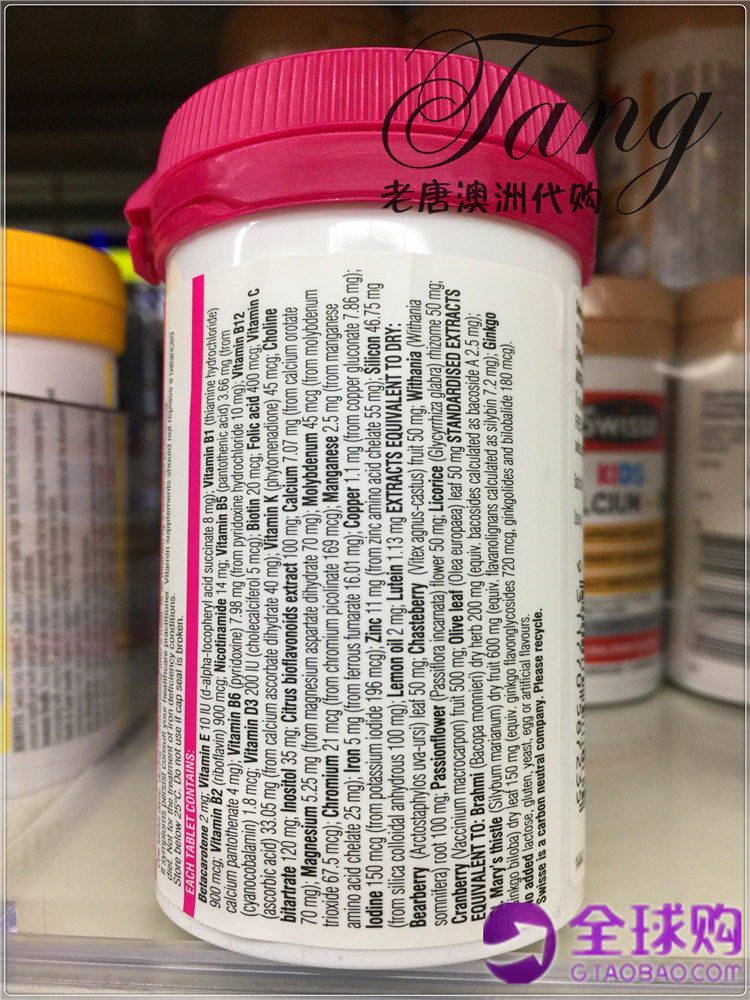 Tang
老唐澳洲代购
If symptoms persist consult your healthcare practitioner. Vitamin supplements should not replace a balanced
diet. Not for the treatment of iron deficiency conditions.
Store below 25°C. Do not use if cap seal is broken.
EACH TABLET CONTAINS:
Betacarotene 2 mg; Vitamin E 10 IU (d-alpha-tocopheryl acid succinate 8 mg); Vitamin B1 (thiamine hydrochloride)
900 mcg; Vitamin B2 (riboflavin) 900 mcg; Nicotinamide 14 mg; Vitamin B5 (pantothenic acid) 3.66 mg (from
calcium pantothenate 4 mg); Vitamin B6 (pyridoxine) 7.98 mg (from pyridoxine hydrochloride 10 mg); Vitamin B12
(cyanocobalamin) 1.8 mcg; Vitamin D3 200 IU (cholecalciferol 5 mcg); Biotin 20 mcg; Folic acid 400 mcg; Vitamin C
(ascorbic acid) 33.05 mg (from calcium ascorbate dihydrate 40 mg); Vitamin K (phytomenadione) 45 mcg; Choline
bitartrate 120 mg; Inositol 35 mg; Citrus bioflavonoids extract 100 mg; Calcium 7.07 mg (from calcium orotate
70 mg); Magnesium 5.25 mg (from magnesium aspartate dihydrate 70 mg); Molybdenum 45 mcg (from molybdenum
trioxide 67.5 mcg); Chromium 21 mcg (from chromium picolinate 169 mcg); Manganese 2.5 mg (from manganese
amino acid chelate 25 mg); Iron 5 mg (from ferrous fumarate 16.01 mg); Copper 1.1 mg (from copper gluconate 7.86 mg);
Iodine 150 mcg (from potassium iodide 196 mcg); Zinc 11 mg (from zinc amino acid chelate 55 mg); Silicon 46.75 mg
(from silica colloidal anhydrous 100 mg); Lemon oil 2 mg; Lutein 1.13 mg EXTRACTS EQUIVALENT TO DRY:
Bearberry (Arctostaphylos uva-ursi) leaf 50 mg; Chasteberry (Vitex agnus-castus) fruit 50 mg; Withania (Withania
somnifera) root 100 mg; Passionflower (Passiflora incarnata) flower 50 mg; Licorice (Glycyrrhiza glabra) rhizome 50 mg;
Cranberry (Vaccinium macrocarpon) fruit 500 mg; Olive leaf (Olea europaea) leaf 50 mg STANDARDISED EXTRACTS
EQUIVALENT TO: Brahmi (Bacopa monnieri) dry herb 200 mg (equiv. bacosides calculated as bacoside A 2.5 mg);
St. Mary's thistle (Silybum marianum) dry fruit 600 mg (equiv. flavanolignans calculated as silybin 7.2 mg); Ginkgo
(Ginkgo biloba) dry leaf 150 mg (equiv. ginkgo flavonglycosides 720 mcg, ginkgolides and bilobalide 180 mcg).
No added lactose, gluten, yeast, egg or artificial flavours.
Swisse is a carbon neutral company. Please recycle.
Swisse
KIDS
全球购
G.TAOBAO.COM